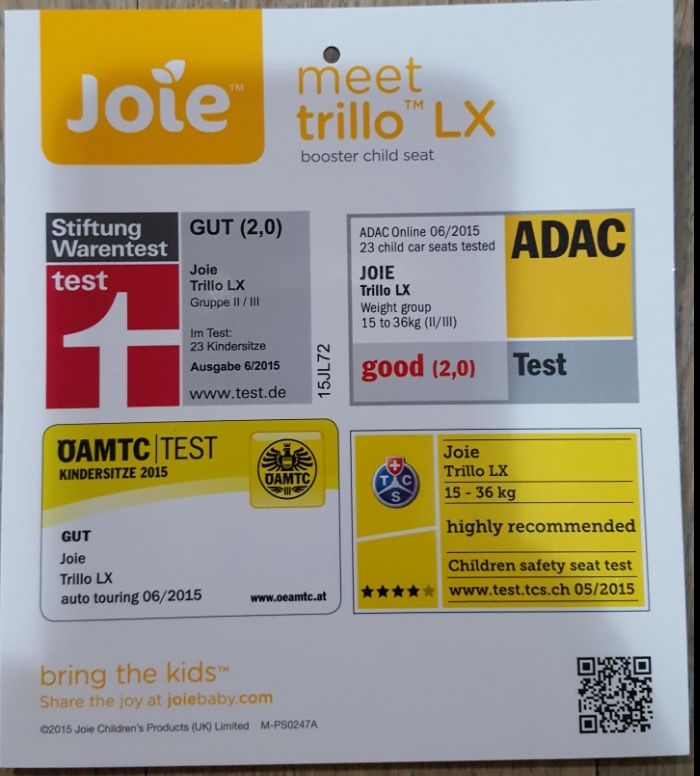 Joie™
meet
trillo™ LX
booster child seat
Stiftung
Warentest
test
GUT (2,0)
Joie
Trillo LX
Gruppe II / III
Im Test:
23 Kindersitze
Ausgabe 6/2015
www.test.de
15JL72
ADAC Online 06/2015
23 child car seats tested
JOIE
Trillo LX
Weight group
15 to 36kg (II/III)
good (2,0)
ADAC
Test
ÖAMTC|TEST
KINDERSITZE 2015
ÖAMTC
GUT
Joie
Trillo LX
auto touring 06/2015
www.oeamtc.at
TCS
Joie
Trillo LX
15 - 36 kg
highly recommended
Children safety seat test
www.test.tcs.ch 05/2015
bring the kids™
Share the joy at joiebaby.com
©2015 Joie Children's Products (UK) Limited M-PS0247A